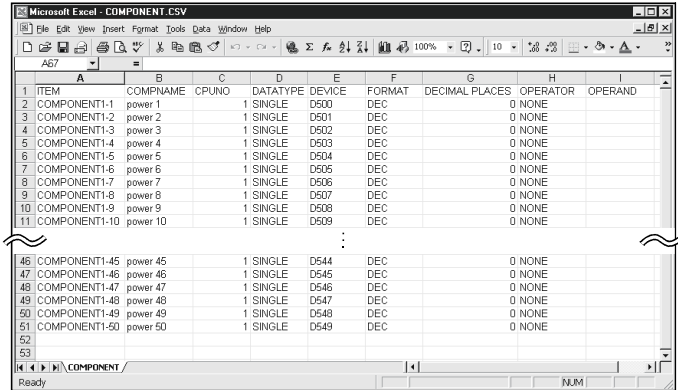 Microsoft Excel - COMPONENT.CSV
File Edit View Insert Format Tools Data Window Help
100% 10
A67 =
A B C D E F G H I
1 ITEM COMPNAME CPUNO DATATYPE DEVICE FORMAT DECIMAL PLACES OPERATOR OPERAND
2 COMPONENT1-1 power 1 1 SINGLE D500 DEC 0 NONE
3 COMPONENT1-2 power 2 1 SINGLE D501 DEC 0 NONE
4 COMPONENT1-3 power 3 1 SINGLE D502 DEC 0 NONE
5 COMPONENT1-4 power 4 1 SINGLE D503 DEC 0 NONE
6 COMPONENT1-5 power 5 1 SINGLE D504 DEC 0 NONE
7 COMPONENT1-6 power 6 1 SINGLE D505 DEC 0 NONE
8 COMPONENT1-7 power 7 1 SINGLE D506 DEC 0 NONE
9 COMPONENT1-8 power 8 1 SINGLE D507 DEC 0 NONE
10 COMPONENT1-9 power 9 1 SINGLE D508 DEC 0 NONE
11 COMPONENT1-10 power 10 1 SINGLE D509 DEC 0 NONE
46 COMPONENT1-45 power 45 1 SINGLE D544 DEC 0 NONE
47 COMPONENT1-46 power 46 1 SINGLE D545 DEC 0 NONE
48 COMPONENT1-47 power 47 1 SINGLE D546 DEC 0 NONE
49 COMPONENT1-48 power 48 1 SINGLE D547 DEC 0 NONE
50 COMPONENT1-49 power 49 1 SINGLE D548 DEC 0 NONE
51 COMPONENT1-50 power 50 1 SINGLE D549 DEC 0 NONE
52
53
COMPONENT
Ready NUM